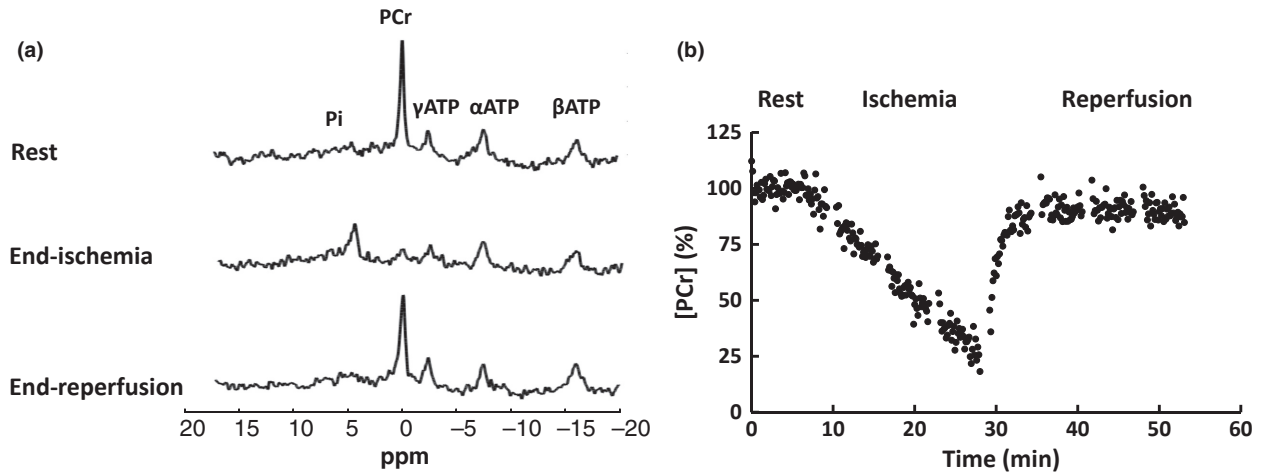 (a)
PCr
Pi
γATP αATP βATP
Rest
End-ischemia
End-reperfusion
20 15 10 5 0 –5 –10 –15 –20
ppm
(b)
Rest Ischemia Reperfusion
125
100
75
50
25
0
[PCr] (%)
0 10 20 30 40 50 60
Time (min)